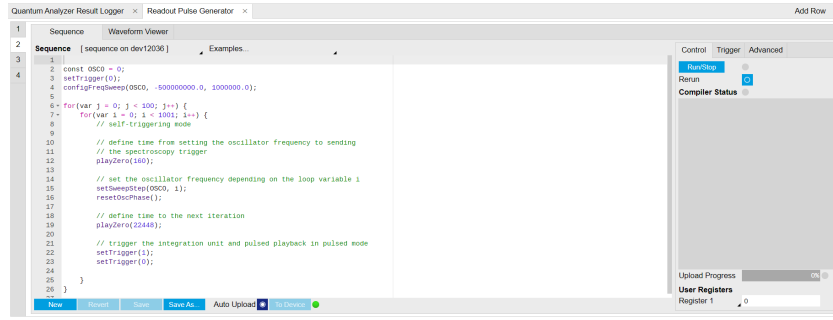 Quantum Analyzer Result Logger × Readout Pulse Generator × Add Row
1 Sequence Waveform Viewer
2 Sequence [ sequence on dev12036 ] Examples...
3
4
Control Trigger Advanced
Run/Stop
Rerun
Compiler Status
1
2 const OSC0 = 0;
3 setTrigger(0);
4 configFreqSweep(OSC0, -500000000.0, 1000000.0);
5
6 for(var j = 0; j < 100; j++) {
7 for(var i = 0; i < 1001; i++) {
8 // self-triggering mode
9
10 // define time from setting the oscillator frequency to sending
11 // the spectroscopy trigger
12 playZero(160);
13
14 // set the oscillator frequency depending on the loop variable i
15 setSweepStep(OSC0, i);
16 resetOscPhase();
17
18 // define time to the next iteration
19 playZero(22448);
20
21 // trigger the integration unit and pulsed playback in pulsed mode
22 setTrigger(1);
23 setTrigger(0);
24
25 }
26 }
27
Upload Progress 0%
User Registers
Register 1 0
New Revert Save Save As... Auto Upload To Device